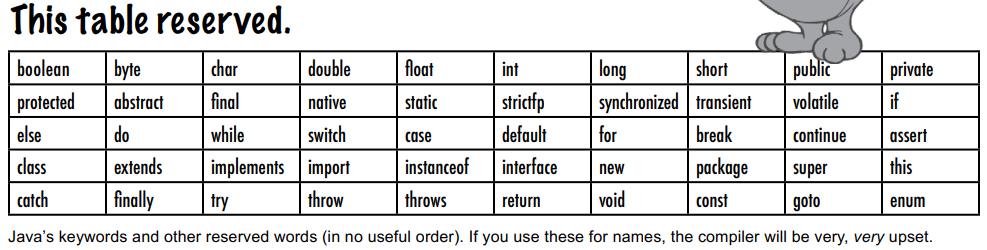 This table reserved.
boolean byte char double float int long short public private
protected abstract final native static strictfp synchronized transient volatile if
else do while switch case default for break continue assert
class extends implements import instanceof interface new package super this
catch finally try throw throws return void const goto enum
Java's keywords and other reserved words (in no useful order). If you use these for names, the compiler will be very, very upset.